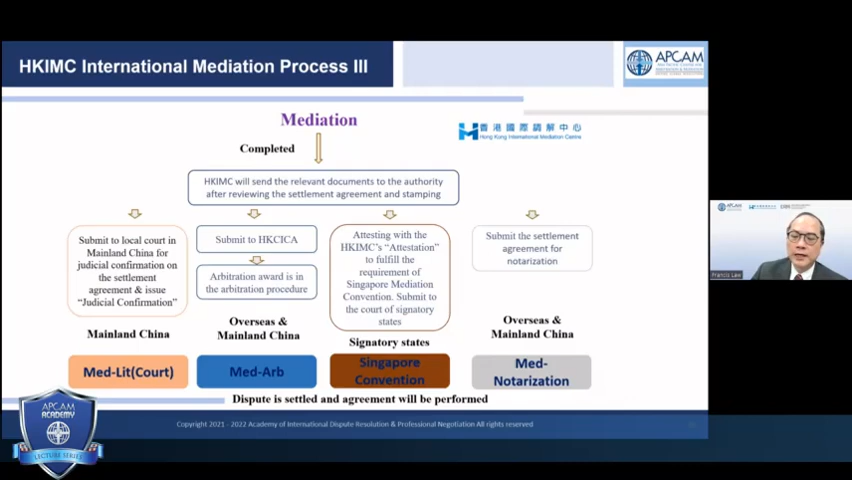 HKIMC International Mediation Process III
APCAM
Mediation
香港國際調解中心
Hong Kong International Mediation Centre
Completed
HKIMC will send the relevant documents to the authority
after reviewing the settlement agreement and stamping
Submit to local court in
Mainland China for
judicial confirmation on
the settlement
agreement & issue
“Judicial Confirmation”
Mainland China
Med-Lit(Court)
Submit to HKCICA
Arbitration award is in
the arbitration procedure
Overseas &
Mainland China
Med-Arb
Attesting with the
HKIMC's “Attestation”
to fulfill the
requirement of
Singapore Mediation
Convention. Submit to
the court of signatory
states
Signatory states
Singapore
Convention
Submit the settlement
agreement for
notarization
Overseas &
Mainland China
Med-
Notarization
Dispute is settled and agreement will be performed
APCAM
ACADEMY
LECTURE SERIES
Copyright 2021 - 2022 Academy of International Dispute Resolution & Professional Negotiation All rights reserved
APCAM
Francis Law